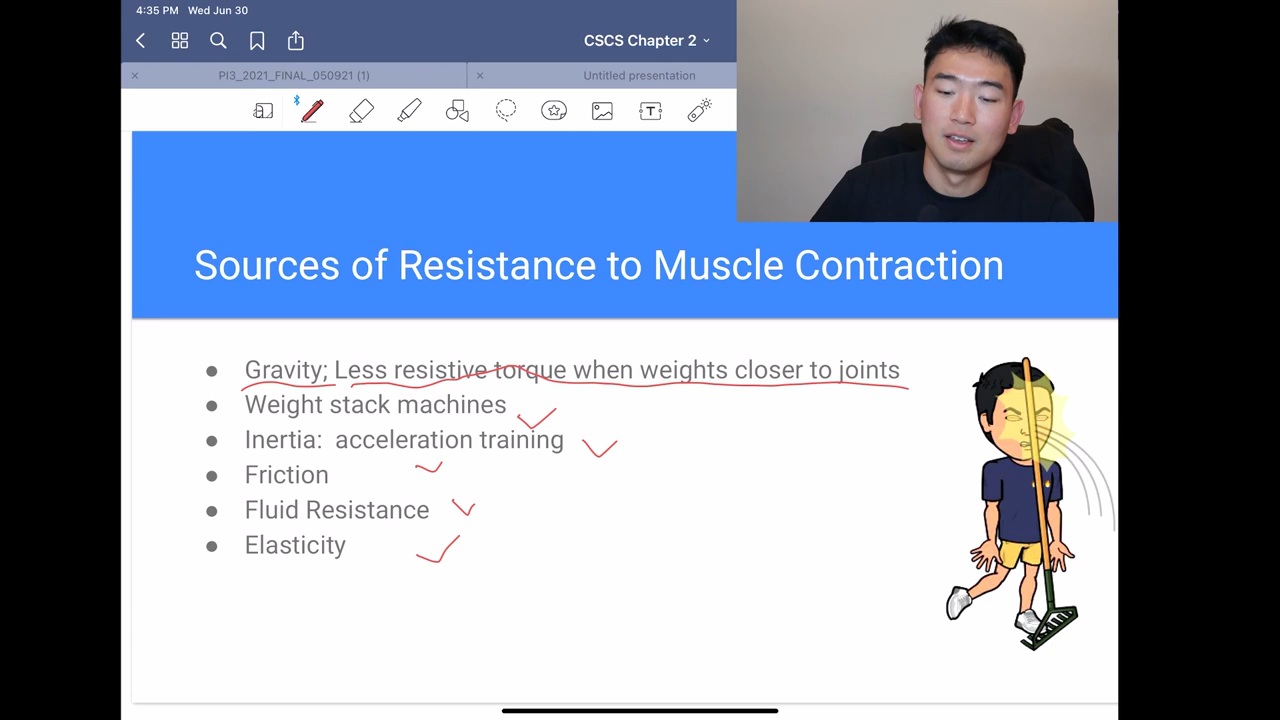 4:35 PM Wed Jun 30
CSCS Chapter 2
PI3_2021_FINAL_050921 (1)
Untitled presentation
T
Sources of Resistance to Muscle Contraction
Gravity; Less resistive torque when weights closer to joints
Weight stack machines
Inertia: acceleration training
Friction
Fluid Resistance
Elasticity